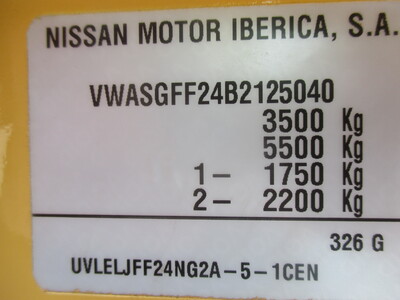 NISSAN MOTOR IBERICA, S.A.
VWASGFF24B2125040
3500 Kg
5500 Kg
1- 1750 Kg
2- 2200 Kg
326 G
UVLELJFF24NG2A-5-1CEN